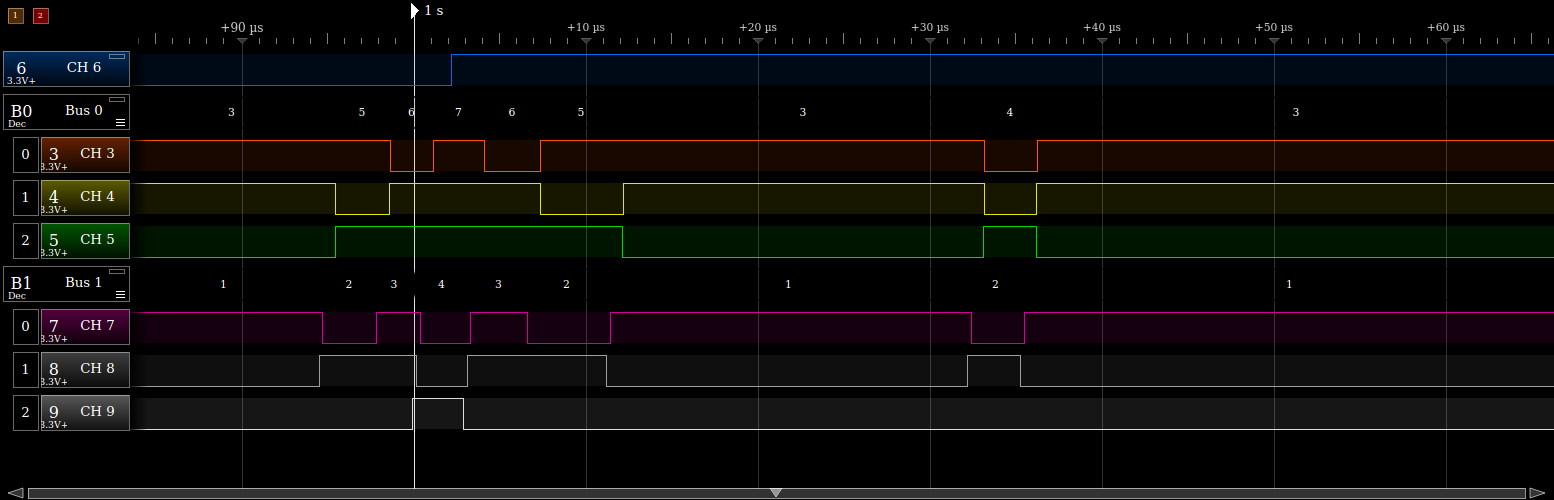 1 2 1 s
+90 µs +10 µs +20 µs +30 µs +40 µs +50 µs +60 µs
6 CH 6
3.3V+
B0 Bus 0 3 5 6 7 6 5 3 4 3
Dec
0 3 CH 3
3.3V+
1 4 CH 4
3.3V+
2 5 CH 5
3.3V+
B1 Bus 1 1 2 3 4 3 2 1 2 1
Dec
0 7 CH 7
3.3V+
1 8 CH 8
3.3V+
2 9 CH 9
3.3V+